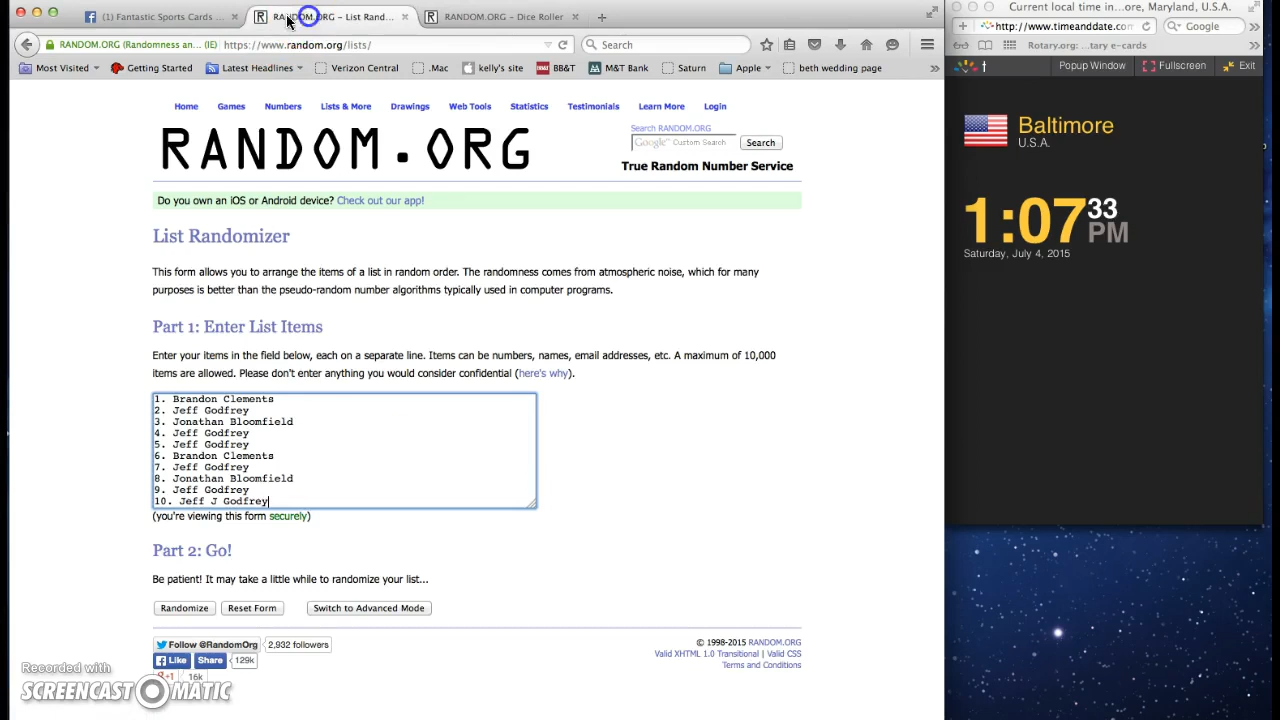 (1) Fantastic Sports Cards ...
RANDOM.ORG – List Rand...
RANDOM.ORG – Dice Roller
RANDOM.ORG (Randomness an... (IE)
https://www.random.org/lists/
Search
Most Visited
Getting Started
Latest Headlines
Verizon Central
.Mac
kelly's site
BB&T
M&T Bank
Saturn
Apple
beth wedding page
Home
Games
Numbers
Lists & More
Drawings
Web Tools
Statistics
Testimonials
Learn More
Login
RANDOM.ORG
Search RANDOM.ORG
Google™ Custom Search
Search
True Random Number Service
Do you own an iOS or Android device? Check out our app!
List Randomizer
This form allows you to arrange the items of a list in random order. The randomness comes from atmospheric noise, which for many
purposes is better than the pseudo-random number algorithms typically used in computer programs.
Part 1: Enter List Items
Enter your items in the field below, each on a separate line. Items can be numbers, names, email addresses, etc. A maximum of 10,000
items are allowed. Please don't enter anything you would consider confidential (here's why).
1. Brandon Clements
2. Jeff Godfrey
3. Jonathan Bloomfield
4. Jeff Godfrey
5. Jeff Godfrey
6. Brandon Clements
7. Jeff Godfrey
8. Jonathan Bloomfield
9. Jeff Godfrey
10. Jeff J Godfrey
(you're viewing this form securely)
Part 2: Go!
Be patient! It may take a little while to randomize your list...
Randomize
Reset Form
Switch to Advanced Mode
Follow @RandomOrg
2,932 followers
Like
Share
129k
+1
16k
© 1998-2015 RANDOM.ORG
Valid XHTML 1.0 Transitional | Valid CSS
Terms and Conditions
Recorded with
SCREENCAST MATIC
Current local time in...ore, Maryland, U.S.A.
http://www.timeanddate.com
Google
Rotary.org: ...tary e-cards
t
Popup Window
Fullscreen
Exit
Baltimore
U.S.A.
1:07 33
PM
Saturday, July 4, 2015